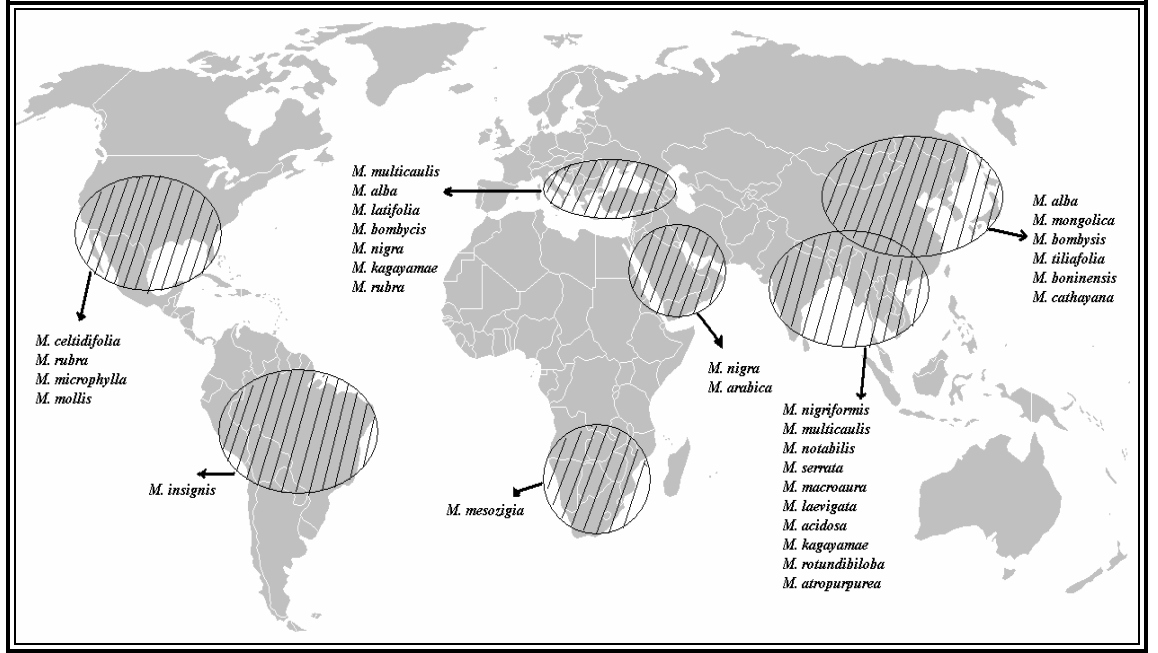 M. multicaulis
M. alba
M. latifolia
M. bombycis
M. nigra
M. kagayamae
M. rubra
M. alba
M. mongolica
M. bombysis
M. tiliafolia
M. boninensis
M. cathayana
M. celtidifolia
M. rubra
M. microphylla
M. mollis
M. nigra
M. arabica
M. nigriformis
M. multicaulis
M. notabilis
M. serrata
M. macroaura
M. laevigata
M. acidosa
M. kagayamae
M. rotundibiloba
M. atropurpurea
M. insignis
M. mesozigia